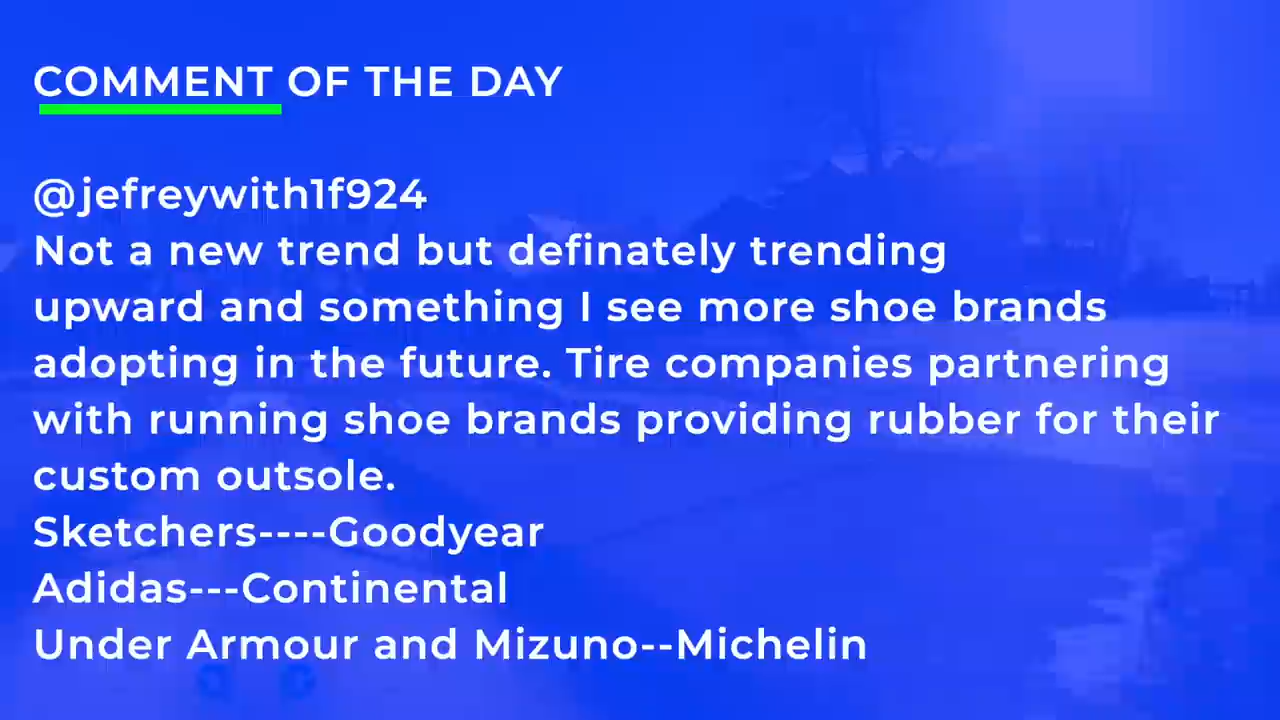 COMMENT OF THE DAY
@jefreywith1f924
Not a new trend but definately trending
upward and something I see more shoe brands
adopting in the future. Tire companies partnering
with running shoe brands providing rubber for their
custom outsole.
Sketchers----Goodyear
Adidas---Continental
Under Armour and Mizuno--Michelin